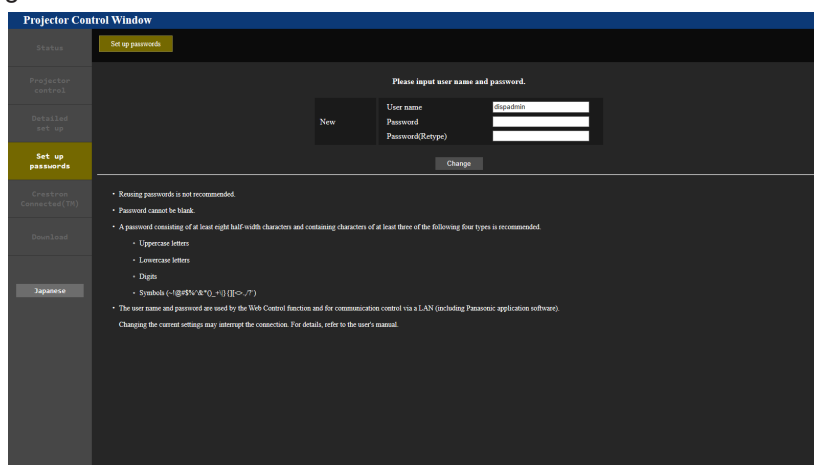 Projector Control Window
Status
Set up passwords
Projector
control
Please input user name and password.
Detailed
set up
New
User name
dispadmin
Password
Password(Retype)
Set up
passwords
Change
Crestron
Connected(TM)
• Reusing passwords is not recommended.
• Password cannot be blank.
• A password consisting of at least eight half-width characters and containing characters of at least three of the following four types is recommended.
Download
• Uppercase letters
• Lowercase letters
• Digits
Japanese
• Symbols (~!@#$%^&*()_+\|}{][<>.,/?`)
• The user name and password are used by the Web Control function and for communication control via a LAN (including Panasonic application software).
Changing the current settings may interrupt the connection. For details, refer to the user's manual.